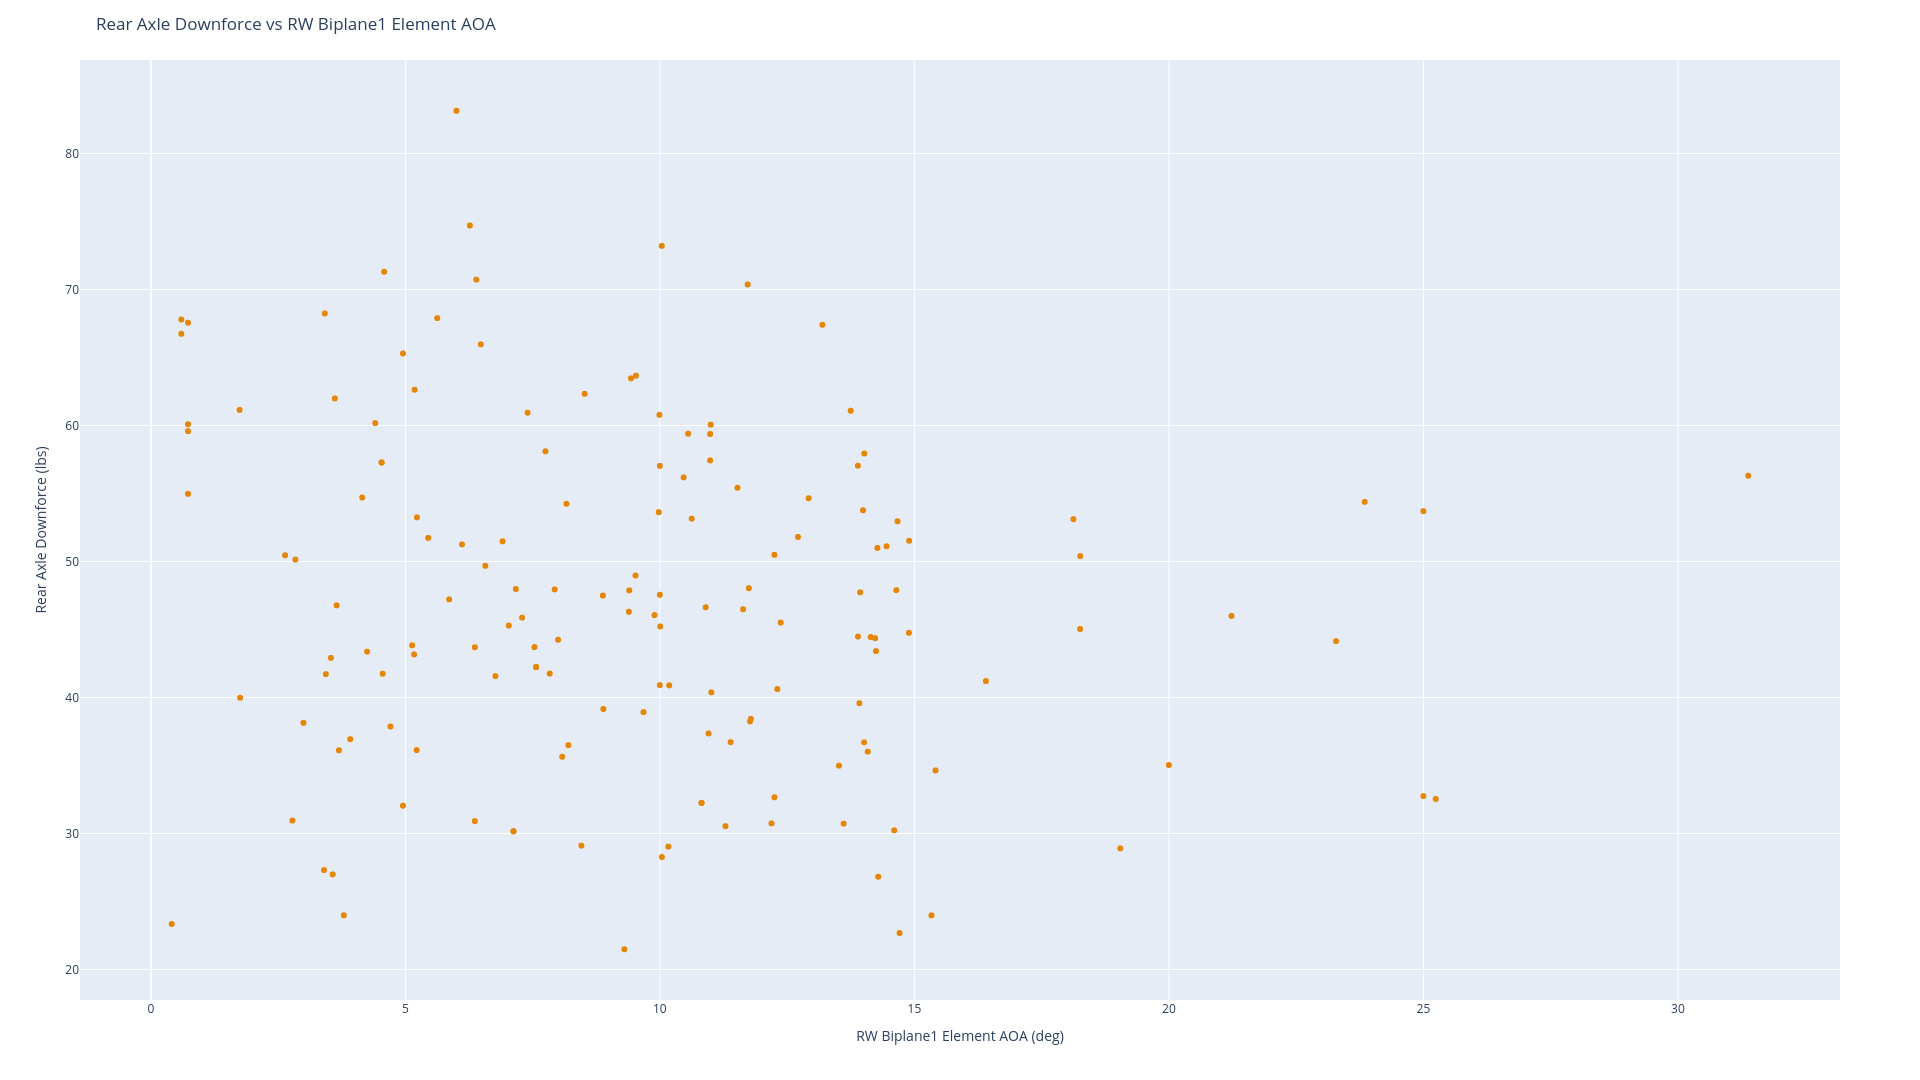 Rear Axle Downforce vs RW Biplane1 Element AOA
80
70
60
50
40
30
20
Rear Axle Downforce (lbs)
0 5 10 15 20 25 30
RW Biplane1 Element AOA (deg)